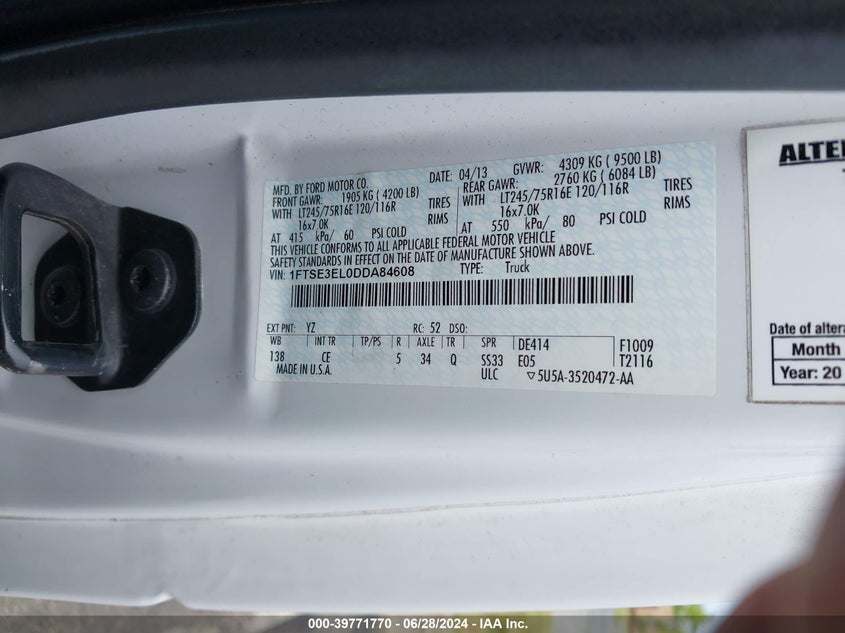 MFD. BY FORD MOTOR CO. DATE: 04/13 GVWR: 4309 KG ( 9500 LB)
FRONT GAWR: 1905 KG ( 4200 LB) REAR GAWR: 2760 KG ( 6084 LB)
WITH LT245/75R16E 120/116R TIRES WITH LT245/75R16E 120/116R TIRES
16x7.0K RIMS 16x7.0K RIMS
AT 415 kPa/ 60 PSI COLD AT 550 kPa/ 80 PSI COLD
THIS VEHICLE CONFORMS TO ALL APPLICABLE FEDERAL MOTOR VEHICLE
SAFETY STANDARDS IN EFFECT ON THE DATE OF MANUFACTURE SHOWN ABOVE.
VIN: 1FTSE3EL0DDA84608 TYPE: Truck
EXT PNT: YZ RC: 52 DSO:
WB INT TR TP/PS R AXLE TR SPR DE414 F1009
138 CE 5 34 Q SS33 E05 T2116
MADE IN U.S.A. ULC ▽5U5A-3520472-AA
Date of altera
Month
Year: 20
000-39771770 - 06/28/2024 - IAA Inc.